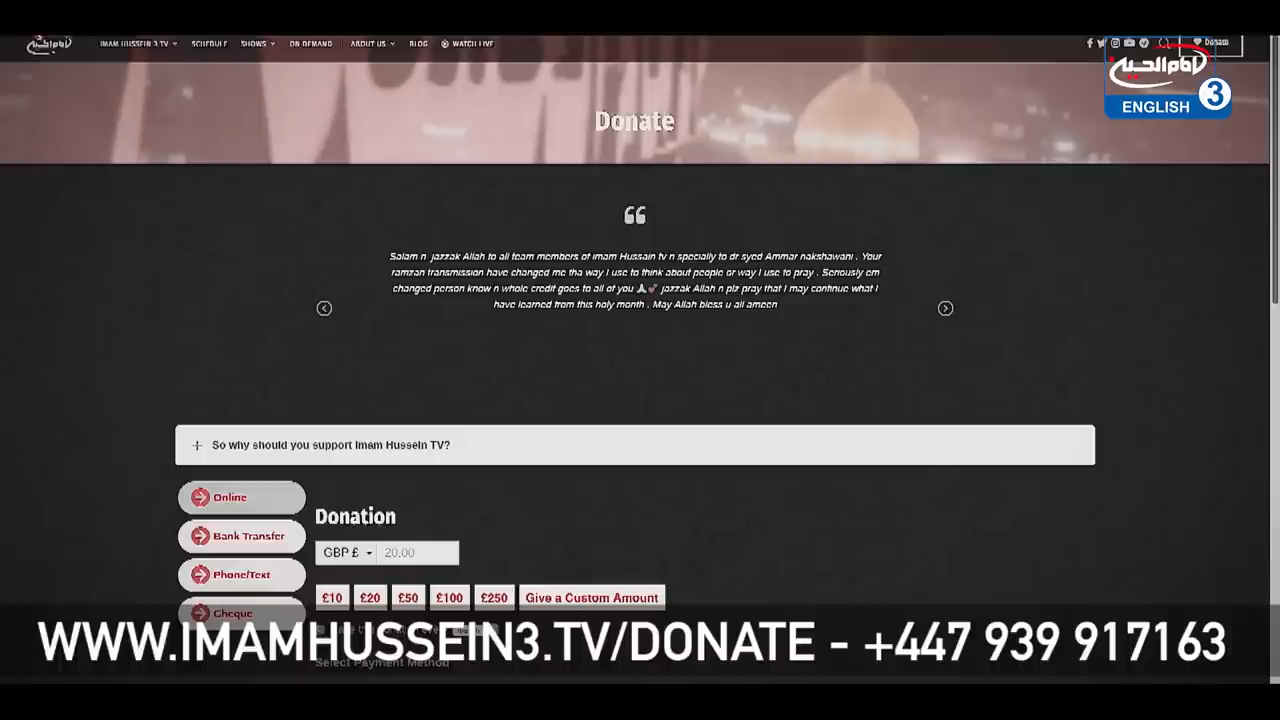 IMAM HUSSEIN 3 TV SCHEDULE SHOWS ON DEMAND ABOUT US BLOG WATCH LIVE
Donate
ENGLISH 3
Donate
Salam n jazzak Allah to all team members of imam Hussain tv n specially to dr syed Ammar nakshawani . Your
ramzan transmission have changed me tha way I use to think about people or way I use to pray . Seriously em
changed person know n whole credit goes to all of you 🙏💕 jazzak Allah n plz pray that I may continue what I
have learned from this holy month . May Allah bless u all ameen
So why should you support Imam Hussein TV?
Online
Bank Transfer
Phone/Text
Cheque
Donation
GBP £ 20.00
£10 £20 £50 £100 £250 Give a Custom Amount
WWW.IMAMHUSSEIN3.TV/DONATE - +447 939 917163
Select Payment Method